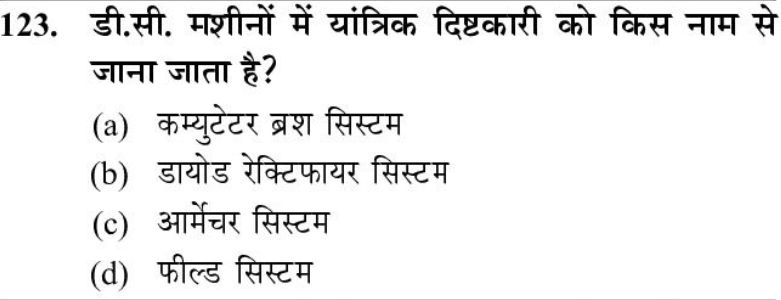 123. डी.सी. मशीनों में यांत्रिक दिष्टकारी को किस नाम से
जाना जाता है?
(a) कम्युटेटर ब्रश सिस्टम
(b) डायोड रेक्टिफायर सिस्टम
(c) आर्मेचर सिस्टम
(d) फील्ड सिस्टम